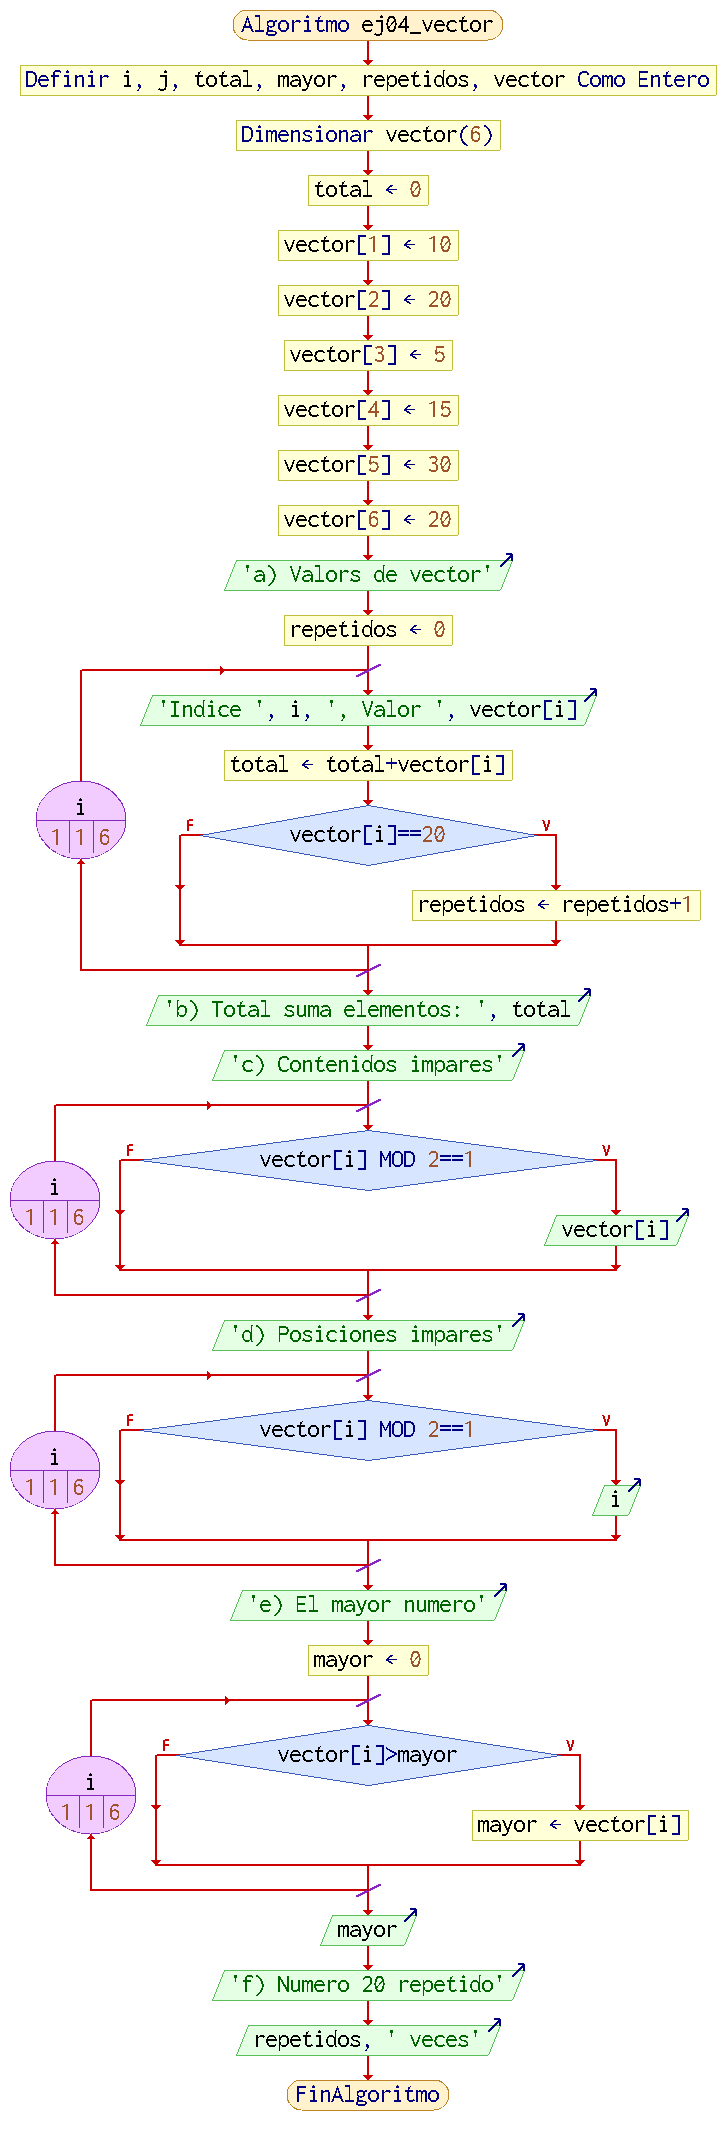 Algoritmo ej04_vector
Definir i, j, total, mayor, repetidos, vector Como Entero
Dimensionar vector(6)
total ← 0
vector[1] ← 10
vector[2] ← 20
vector[3] ← 5
vector[4] ← 15
vector[5] ← 30
vector[6] ← 20
'a) Valors de vector'
repetidos ← 0
'Indice ', i, ', Valor ', vector[i]
total ← total+vector[i]
i
1 1 6
F
vector[i]==20
V
repetidos ← repetidos+1
'b) Total suma elementos: ', total
'c) Contenidos impares'
F
vector[i] MOD 2==1
V
i
1 1 6
vector[i]
'd) Posiciones impares'
F
vector[i] MOD 2==1
V
i
1 1 6
i
'e) El mayor numero'
mayor ← 0
F
vector[i]>mayor
V
i
1 1 6
mayor ← vector[i]
mayor
'f) Numero 20 repetido'
repetidos, ' veces'
FinAlgoritmo